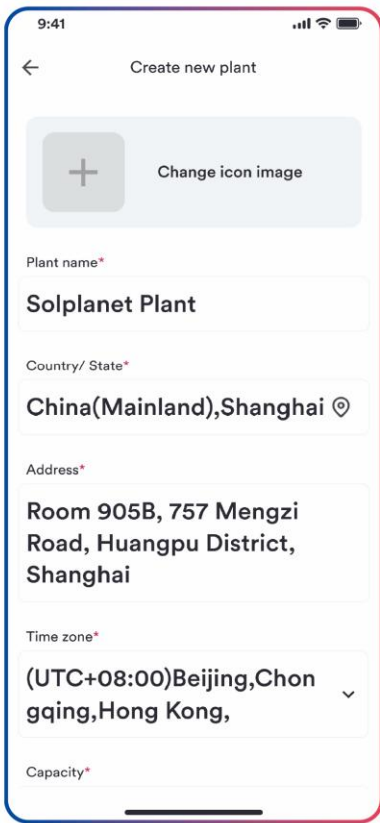 9:41
Create new plant
Change icon image
Plant name*
Solplanet Plant
Country/ State*
China(Mainland),Shanghai
Address*
Room 905B, 757 Mengzi
Road, Huangpu District,
Shanghai
Time zone*
(UTC+08:00)Beijing,Chon
gqing,Hong Kong,
Capacity*